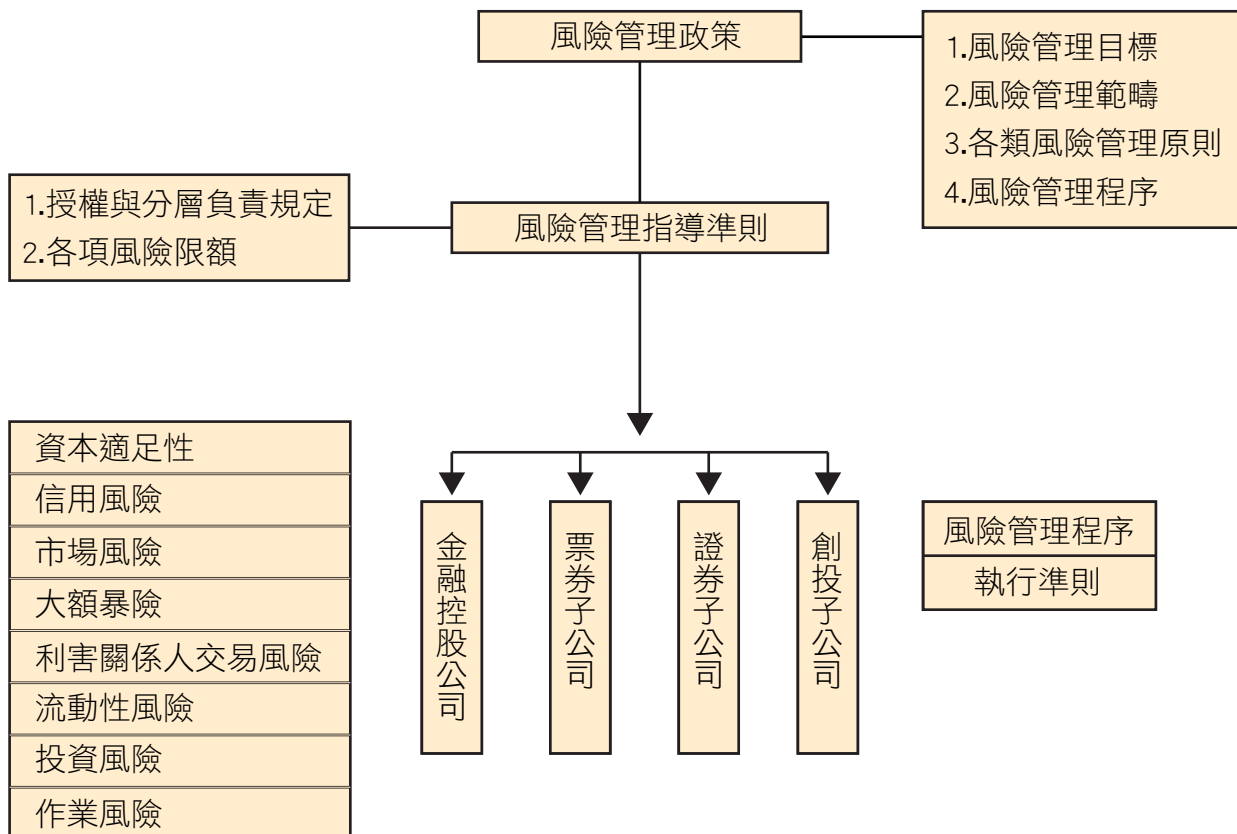 風險管理政策
1.風險管理目標
2.風險管理範疇
3.各類風險管理原則
4.風險管理程序
1.授權與分層負責規定
2.各項風險限額
風險管理指導準則
資本適足性
信用風險
市場風險
大額暴險
利害關係人交易風險
流動性風險
投資風險
作業風險
金融控股公司
票券子公司
證券子公司
創投子公司
風險管理程序
執行準則